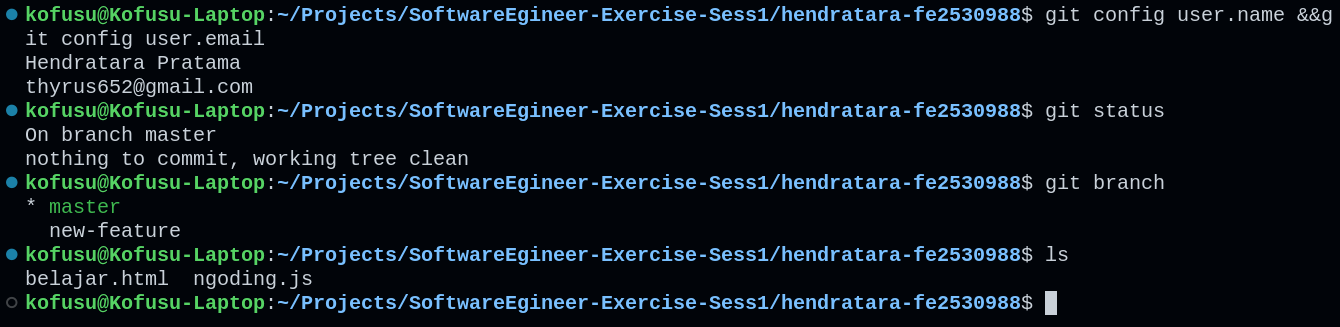 kofusu@Kofusu-Laptop:~/Projects/SoftwareEgineer-Exercise-Sess1/hendratara-fe2530988$ git config user.name &&g
it config user.email
Hendratara Pratama
thyrus652@gmail.com
kofusu@Kofusu-Laptop:~/Projects/SoftwareEgineer-Exercise-Sess1/hendratara-fe2530988$ git status
On branch master
nothing to commit, working tree clean
kofusu@Kofusu-Laptop:~/Projects/SoftwareEgineer-Exercise-Sess1/hendratara-fe2530988$ git branch
* master
  new-feature
kofusu@Kofusu-Laptop:~/Projects/SoftwareEgineer-Exercise-Sess1/hendratara-fe2530988$ ls
belajar.html  ngoding.js
kofusu@Kofusu-Laptop:~/Projects/SoftwareEgineer-Exercise-Sess1/hendratara-fe2530988$